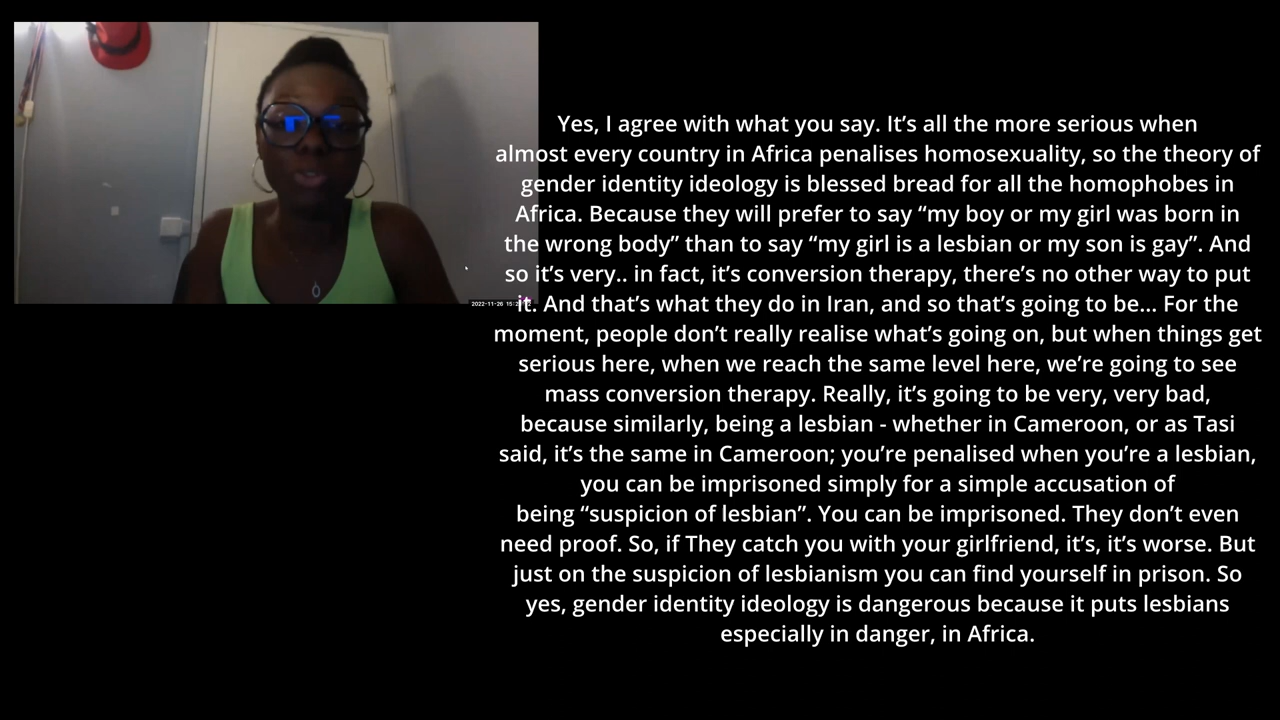 Yes, I agree with what you say. It’s all the more serious when
almost every country in Africa penalises homosexuality, so the theory of
gender identity ideology is blessed bread for all the homophobes in
Africa. Because they will prefer to say “my boy or my girl was born in
the wrong body” than to say “my girl is a lesbian or my son is gay”. And
so it’s very.. in fact, it’s conversion therapy, there’s no other way to put
it. And that’s what they do in Iran, and so that’s going to be... For the
moment, people don’t really realise what’s going on, but when things get
serious here, when we reach the same level here, we’re going to see
mass conversion therapy. Really, it’s going to be very, very bad,
because similarly, being a lesbian - whether in Cameroon, or as Tasi
said, it’s the same in Cameroon; you’re penalised when you’re a lesbian,
you can be imprisoned simply for a simple accusation of
being “suspicion of lesbian”. You can be imprisoned. They don’t even
need proof. So, if They catch you with your girlfriend, it’s, it’s worse. But
just on the suspicion of lesbianism you can find yourself in prison. So
yes, gender identity ideology is dangerous because it puts lesbians
especially in danger, in Africa.
2022-11-26